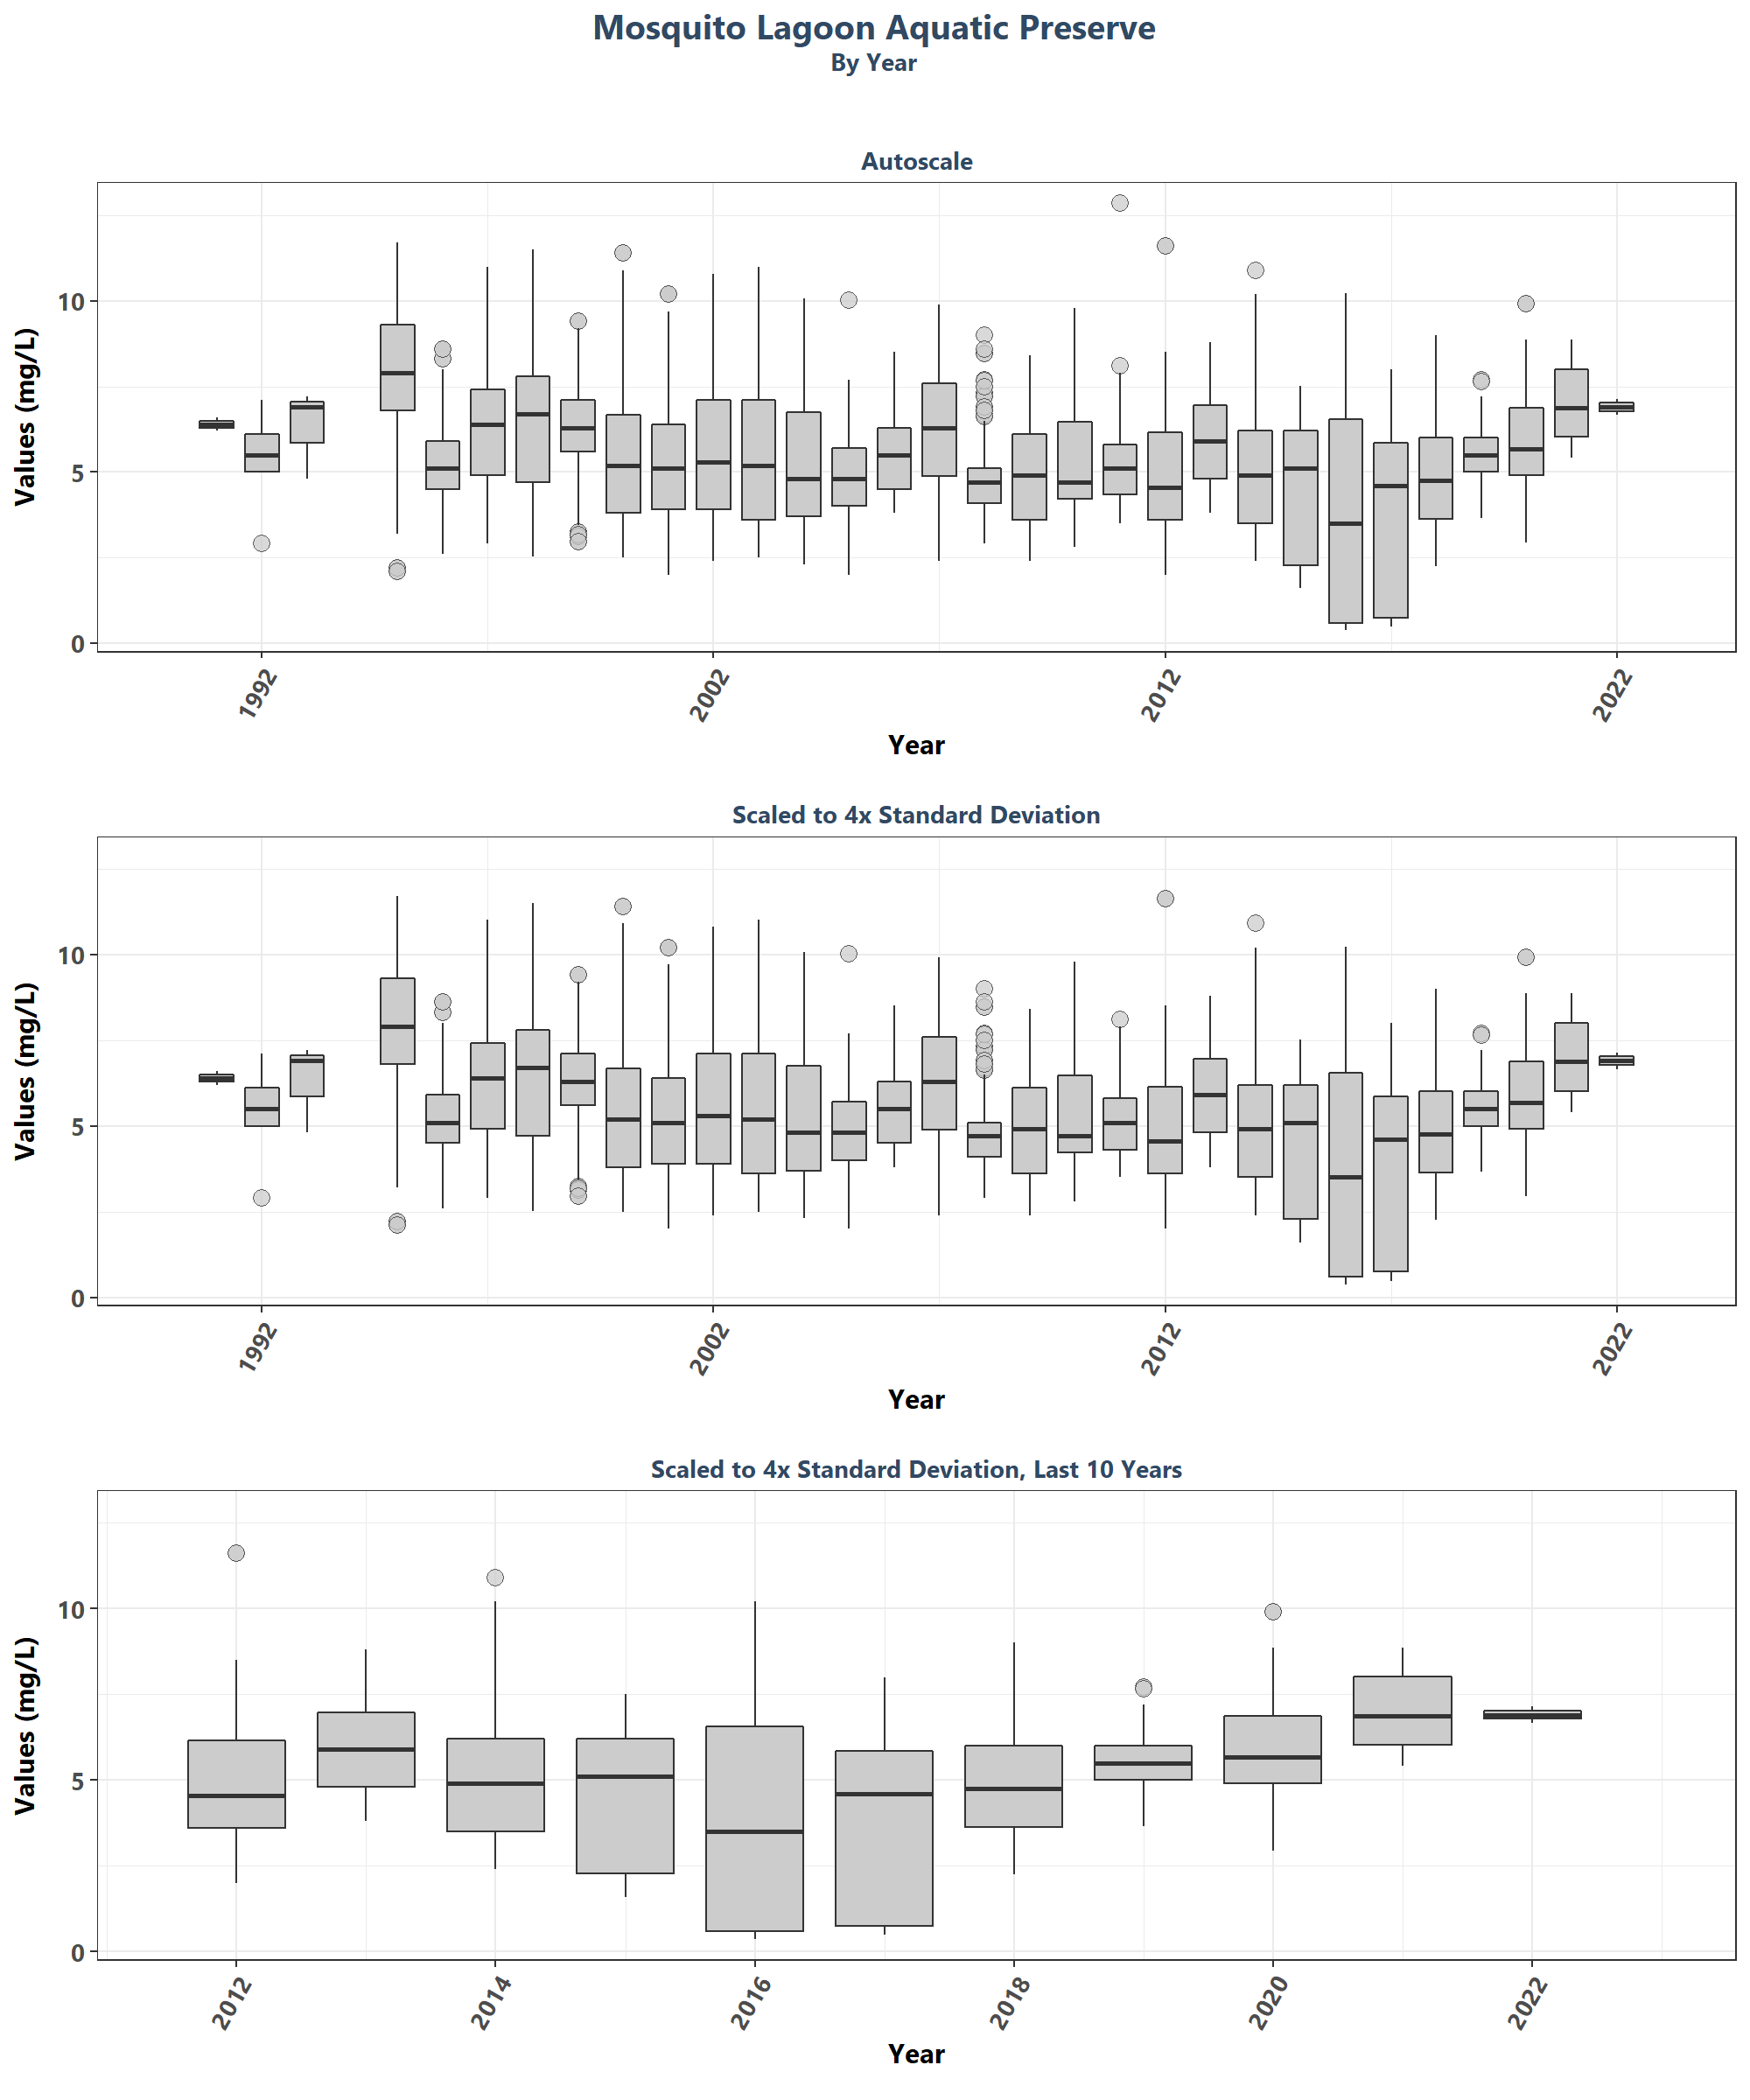 Mosquito Lagoon Aquatic Preserve
By Year
Autoscale
Values (mg/L)
10
5
0
1992
2002
2012
2022
Year
Scaled to 4x Standard Deviation
Values (mg/L)
10
5
0
1992
2002
2012
2022
Year
Scaled to 4x Standard Deviation, Last 10 Years
Values (mg/L)
10
5
0
2012
2014
2016
2018
2020
2022
Year